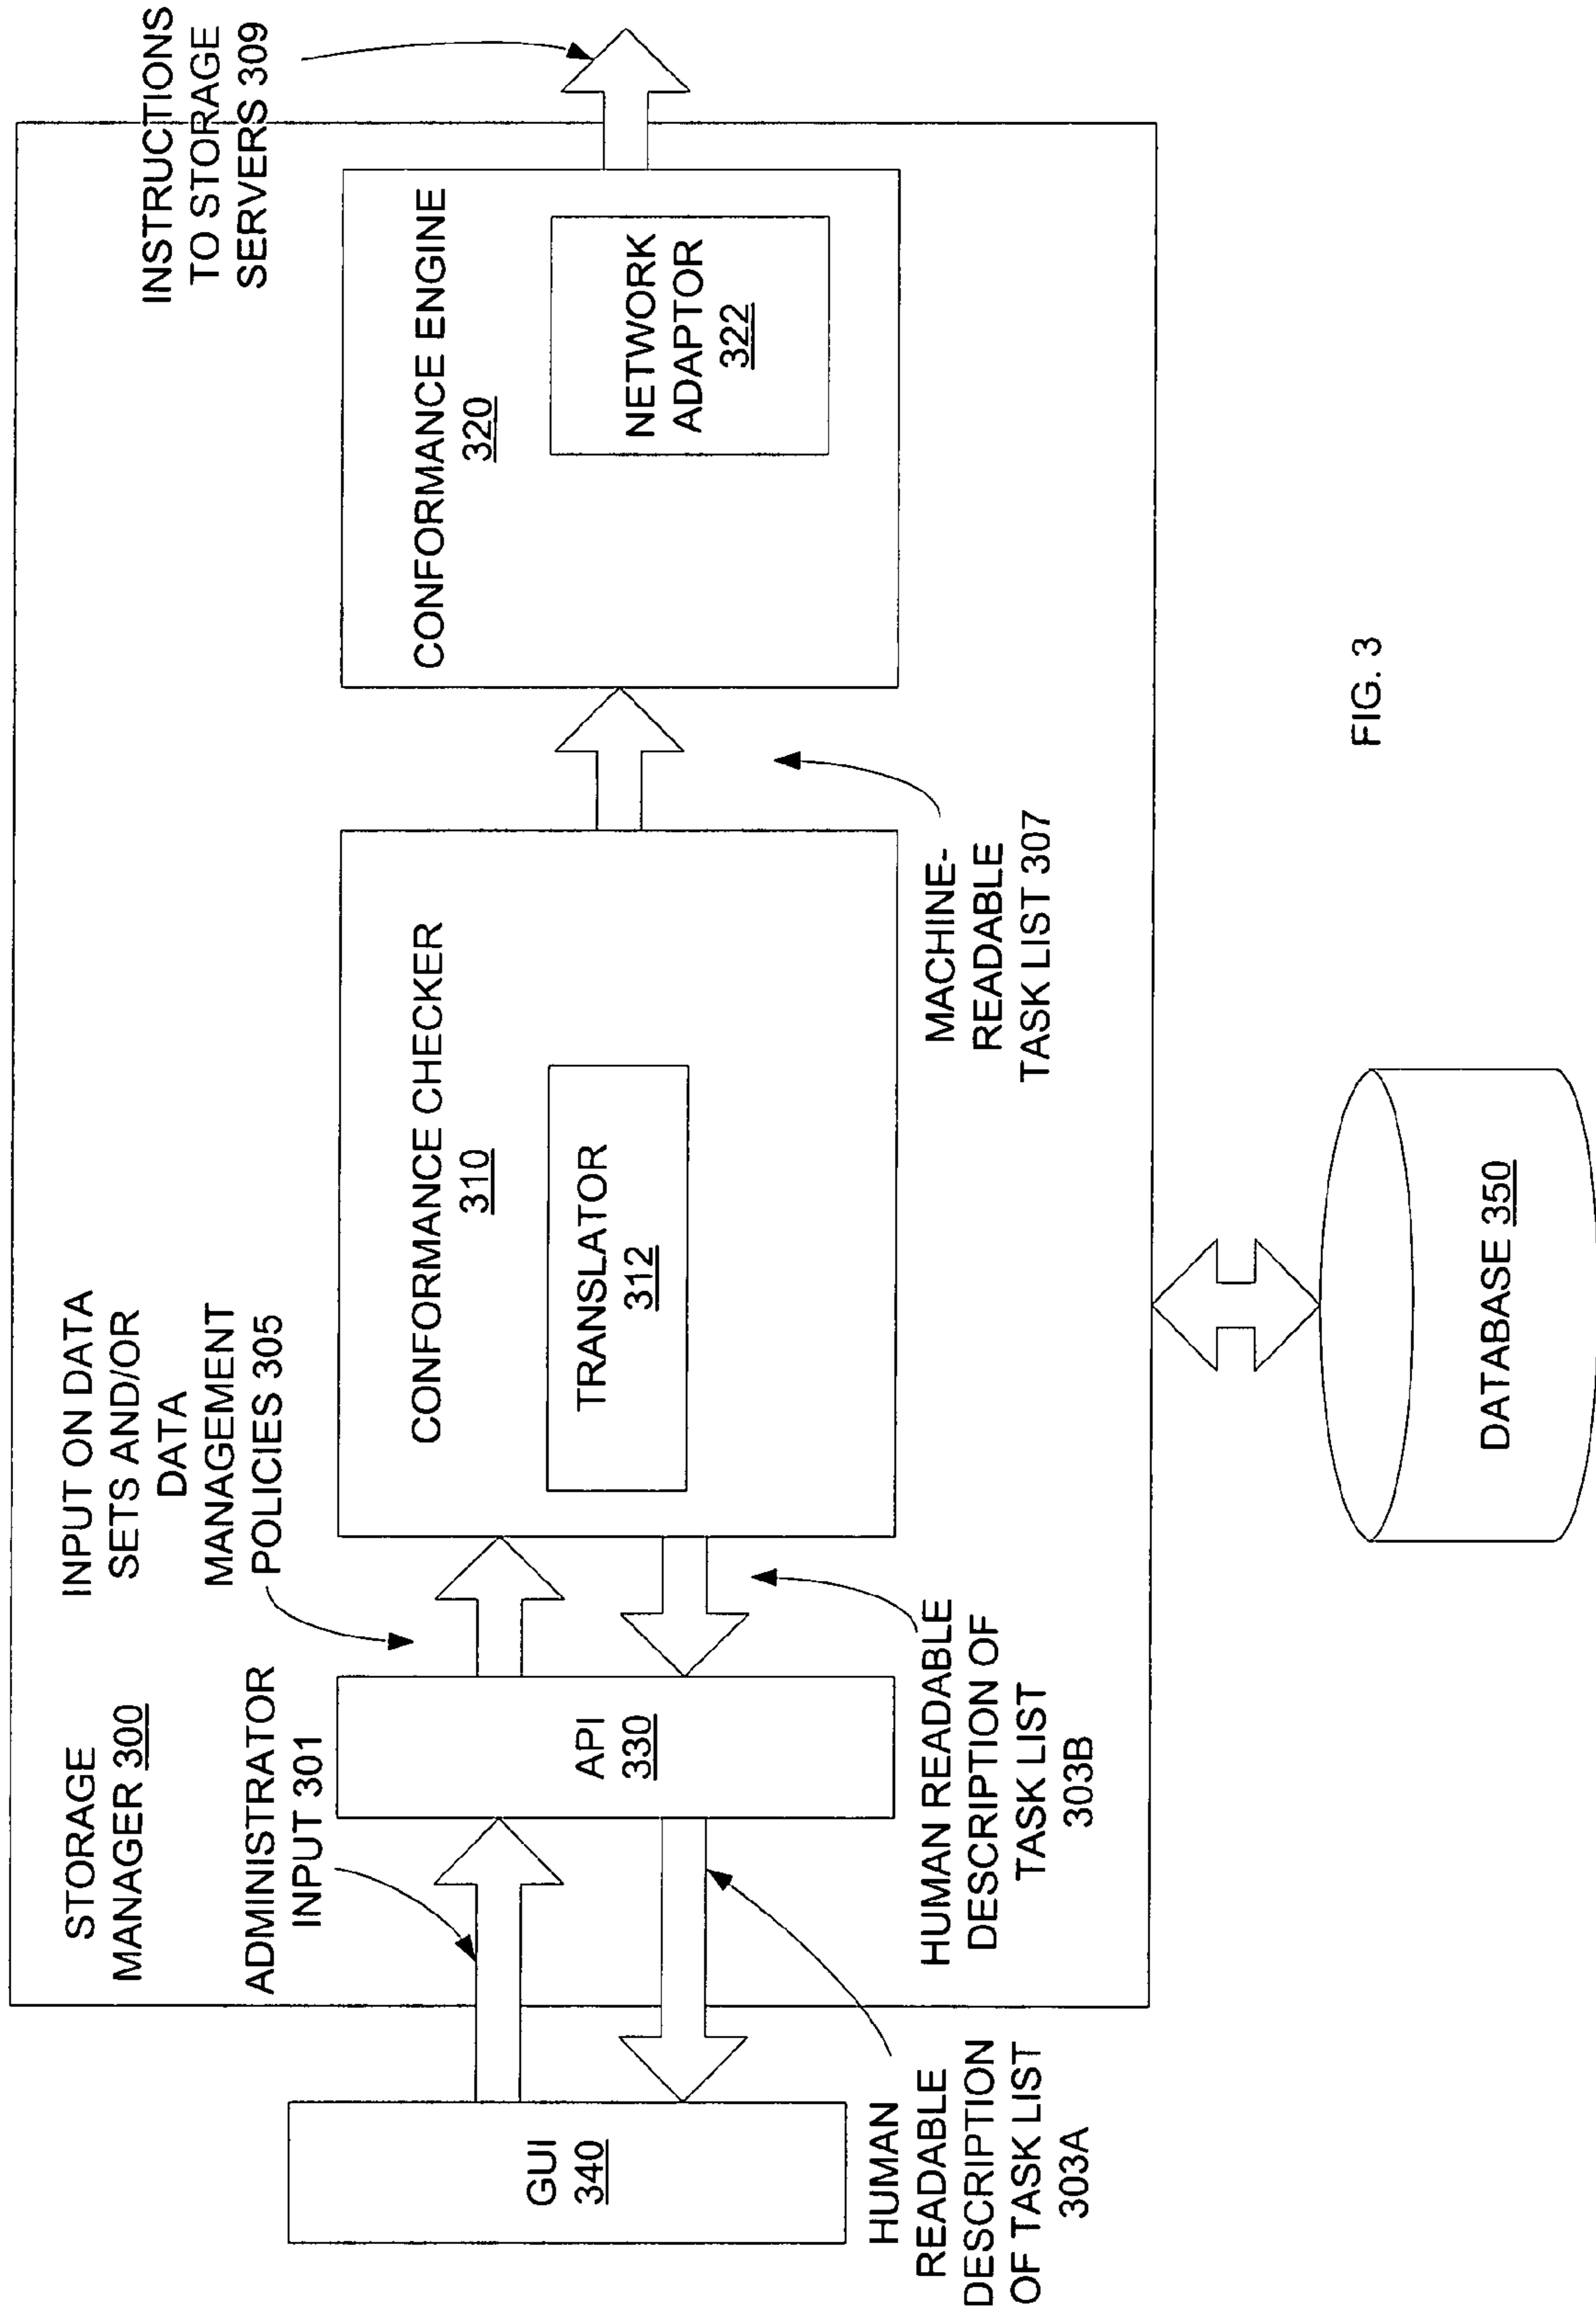 STORAGE
MANAGER 300
INPUT ON DATA
SETS AND/OR
DATA
MANAGEMENT
POLICIES 305
INSTRUCTIONS
TO STORAGE
SERVERS 309
ADMINISTRATOR
INPUT 301
GUI
340
API
330
CONFORMANCE CHECKER
310
TRANSLATOR
312
CONFORMANCE ENGINE
320
NETWORK
ADAPTOR
322
HUMAN
READABLE
DESCRIPTION
OF TASK LIST
303A
HUMAN READABLE
DESCRIPTION OF
TASK LIST
303B
MACHINE-
READABLE
TASK LIST 307
DATABASE 350
FIG. 3